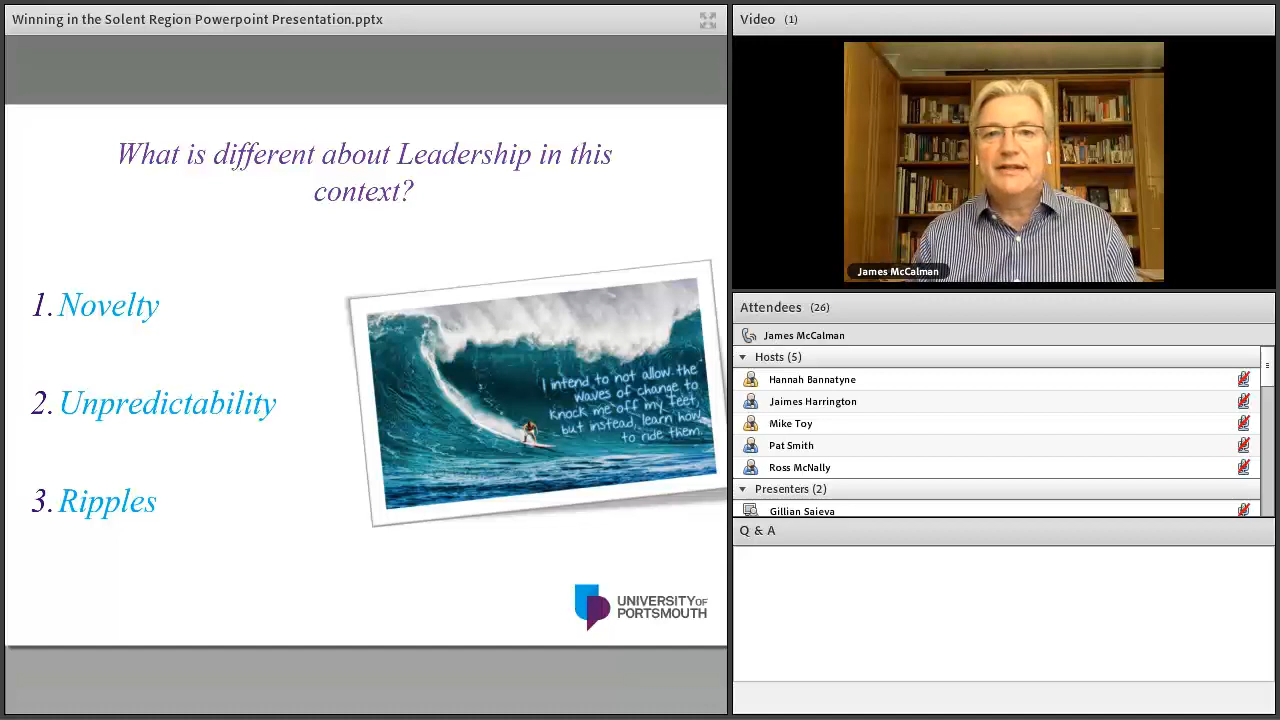 Winning in the Solent Region Powerpoint Presentation.pptx
What is different about Leadership in this
context?
1. Novelty
2. Unpredictability
3. Ripples
I intend to not allow the
waves of change to
knock me off my feet,
but instead, learn how
to ride them.
UNIVERSITY OF
PORTSMOUTH
Video (1)
James McCalman
Attendees (26)
James McCalman
Hosts (5)
Hannah Bannatyne
Jaimes Harrington
Mike Toy
Pat Smith
Ross McNally
Presenters (2)
Gillian Saieva
Q & A